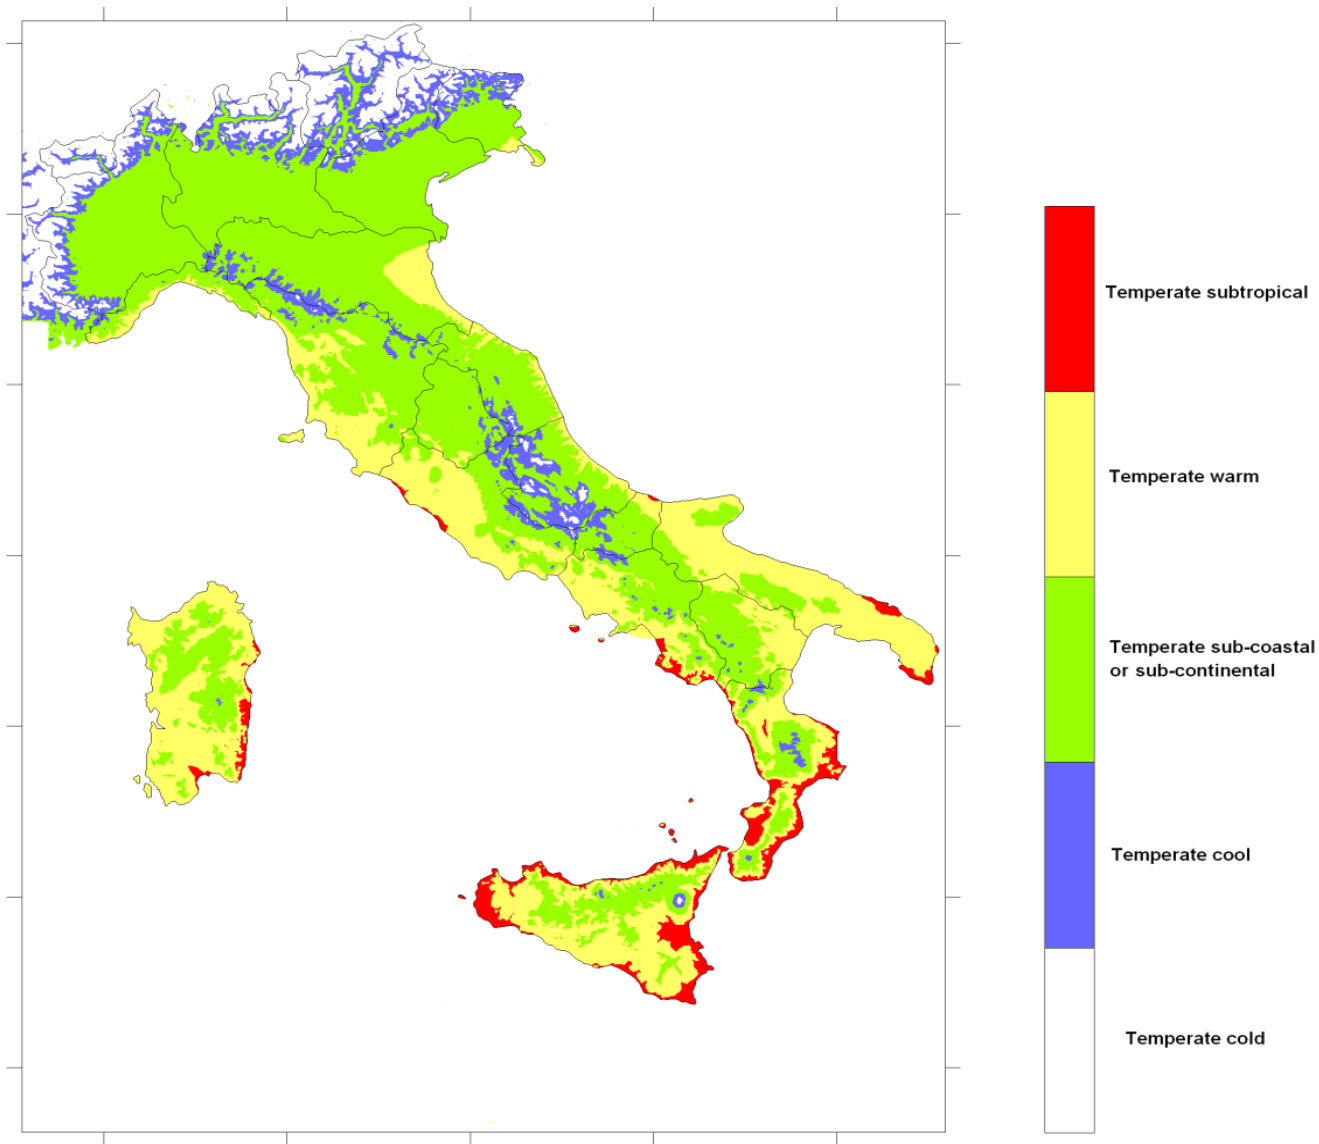 Temperate subtropical
Temperate warm
Temperate sub-coastal
or sub-continental
Temperate cool
Temperate cold